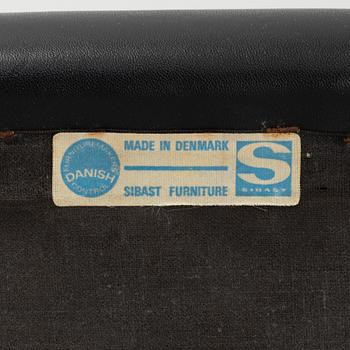 FURNITUREMAKERS
DANISH
CONTROL
MADE IN DENMARK
SIBAST FURNITURE
S
SIBAST